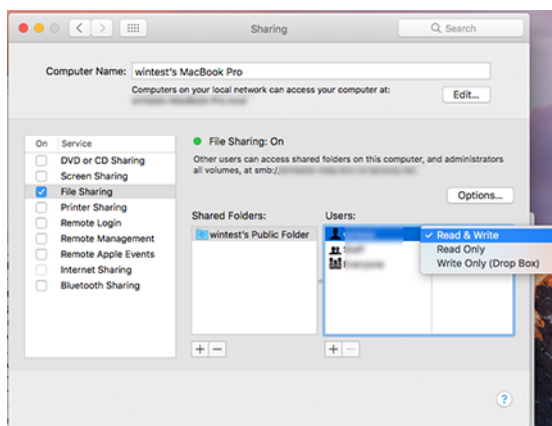 Sharing
Search
Computer Name: wintest's MacBook Pro
Computers on your local network can access your computer at:
Edit...
On Service
DVD or CD Sharing
Screen Sharing
File Sharing
Printer Sharing
Remote Login
Remote Management
Remote Apple Events
Internet Sharing
Bluetooth Sharing
File Sharing: On
Other users can access shared folders on this computer, and administrators
all volumes, at smb:/
Options...
Shared Folders:
wintest's Public Folder
Users:
Read & Write
Read Only
Write Only (Drop Box)
+ −
+ −
?